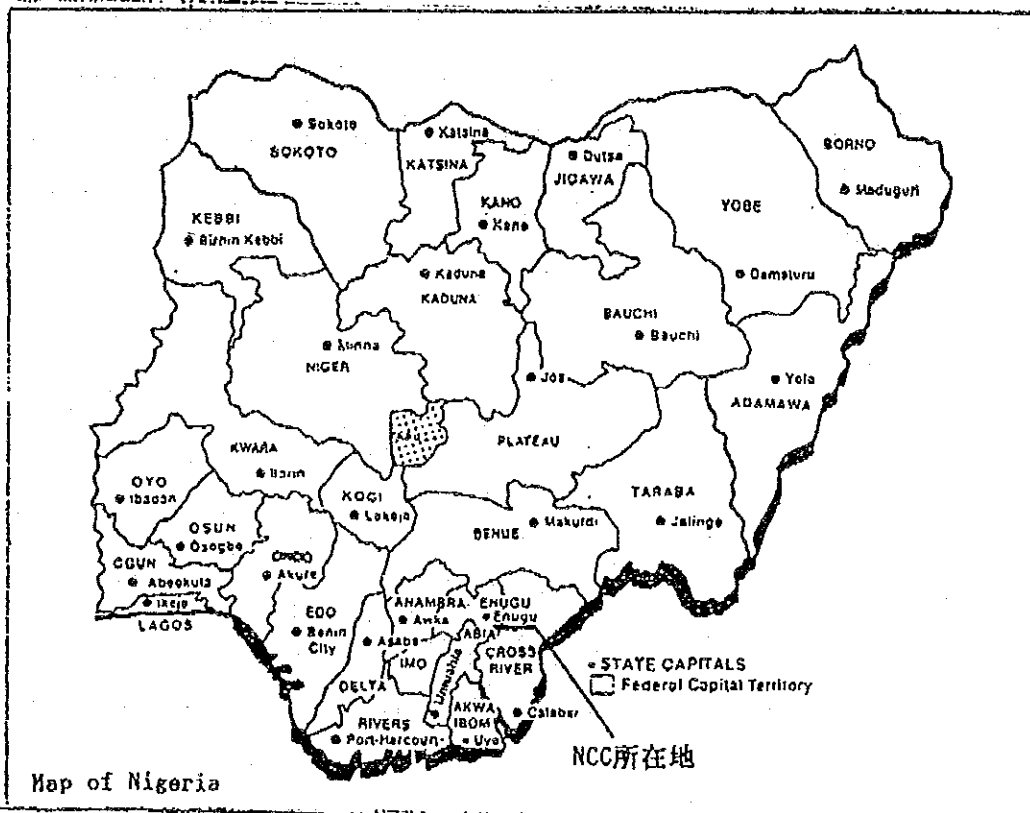 Sokoto
SOKOTO
Katsina
KATSINA
Dutsa
JIGAWA
BORNO
Maduguri
KANO
Kano
YOBE
KEBBI
Birnin Kebbi
Kaduna
KADUNA
Damaturu
BAUCHI
Bauchi
Minna
NIGER
Jos
Yola
ADAMAWA
PLATEAU
KWARA
Ilorin
OYO
Ibadan
KOGI
Lokoja
TARABA
Jalingo
OSUN
Osogbo
BENUE
Makurdi
ONDO
Akure
OGUN
Abeokuta
Ikeja
LAGOS
EDO
Benin
City
ANAMBRA
Awka
ENUGU
Enugu
Asaba
ABIA
IMO
Umuahia
CROSS
RIVER
DELTA
STATE CAPITALS
Federal Capital Territory
RIVERS
Port-Harcourt
AKWA
IBOM
Uyo
Calabar
NCC所在地
Map of Nigeria